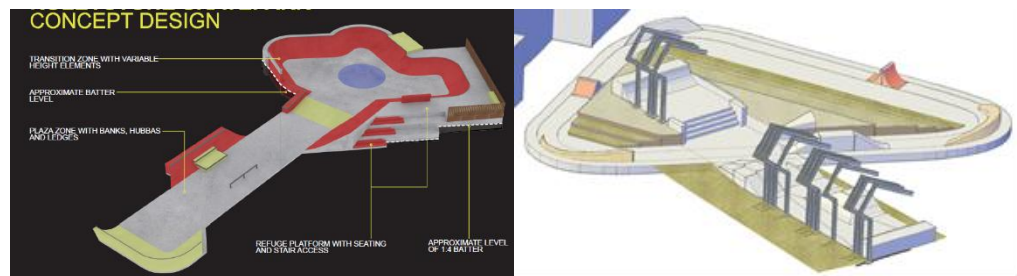 CONCEPT DESIGN
TRANSITION ZONE WITH VARIABLE
HEIGHT ELEMENTS
APPROXIMATE BATTER
LEVEL
PLAZA ZONE WITH BANKS, HUBBAS
AND LEDGES
REFUGE PLATFORM WITH SEATING
AND STAIR ACCESS
APPROXIMATE LEVEL
OF 1:4 BATTER